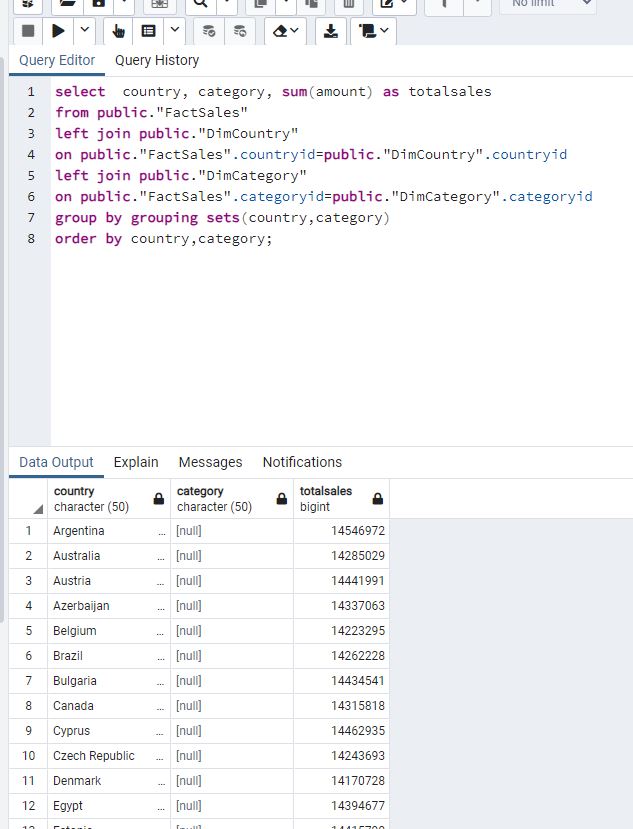 No limit
Query Editor Query History
1 select  country, category, sum(amount) as totalsales
2 from public."FactSales"
3 left join public."DimCountry"
4 on public."FactSales".countryid=public."DimCountry".countryid
5 left join public."DimCategory"
6 on public."FactSales".categoryid=public."DimCategory".categoryid
7 group by grouping sets(country,category)
8 order by country,category;
Data Output Explain Messages Notifications
country category totalsales
character (50) character (50) bigint
1 Argentina ... [null] 14546972
2 Australia ... [null] 14285029
3 Austria ... [null] 14441991
4 Azerbaijan ... [null] 14337063
5 Belgium ... [null] 14223295
6 Brazil ... [null] 14262228
7 Bulgaria ... [null] 14434541
8 Canada ... [null] 14315818
9 Cyprus ... [null] 14462935
10 Czech Republic ... [null] 14243693
11 Denmark ... [null] 14170728
12 Egypt ... [null] 14394677